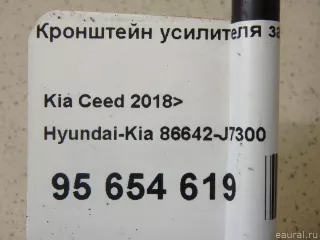 Кронштейн усилителя за
Kia Ceed 2018>
Hyundai-Kia 86642-J7300
95 654 619
eaural.ru